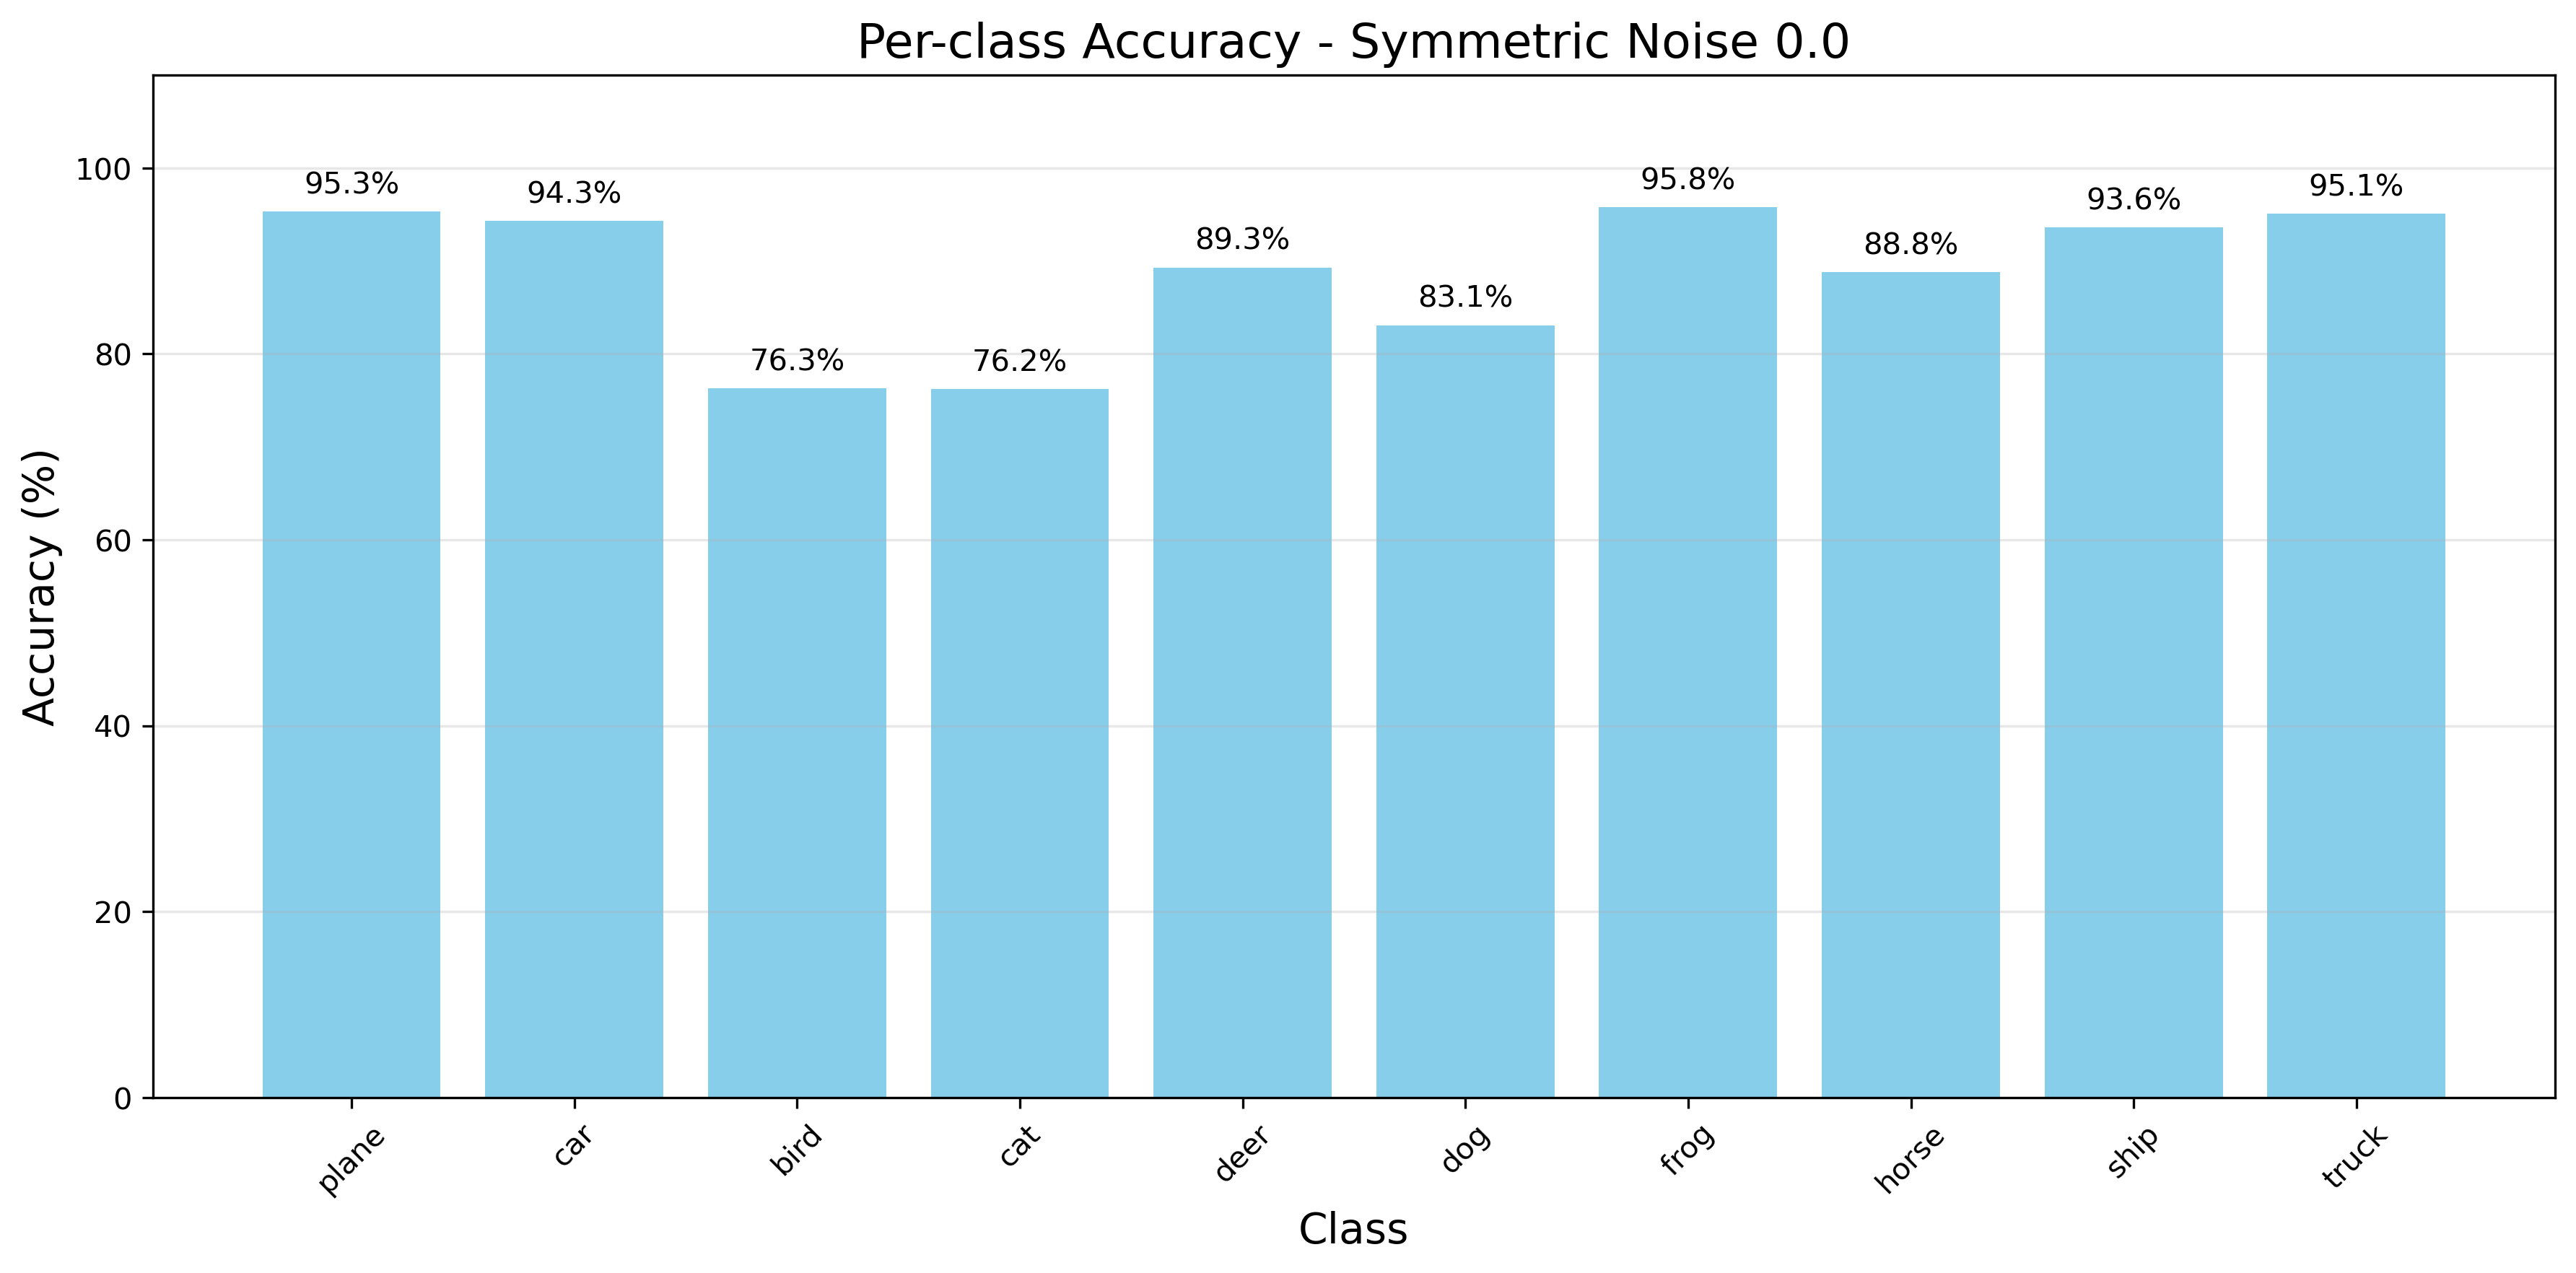 Per-class Accuracy - Symmetric Noise 0.0
Accuracy (%)
100
80
60
40
20
0
95.3%
94.3%
76.3%
76.2%
89.3%
83.1%
95.8%
88.8%
93.6%
95.1%
plane
car
bird
cat
deer
dog
frog
horse
ship
truck
Class